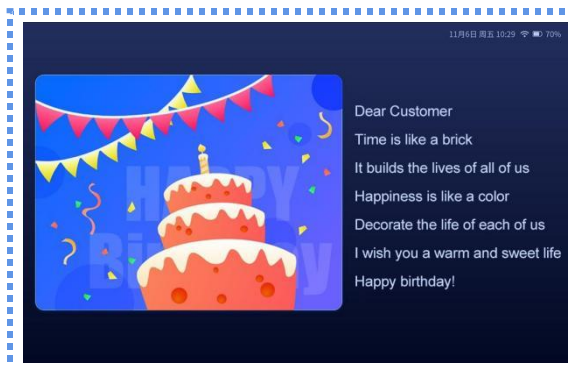 11月6日 周五 10:29 70%
HAPPY
Birthday
Dear Customer
Time is like a brick
It builds the lives of all of us
Happiness is like a color
Decorate the life of each of us
I wish you a warm and sweet life
Happy birthday!